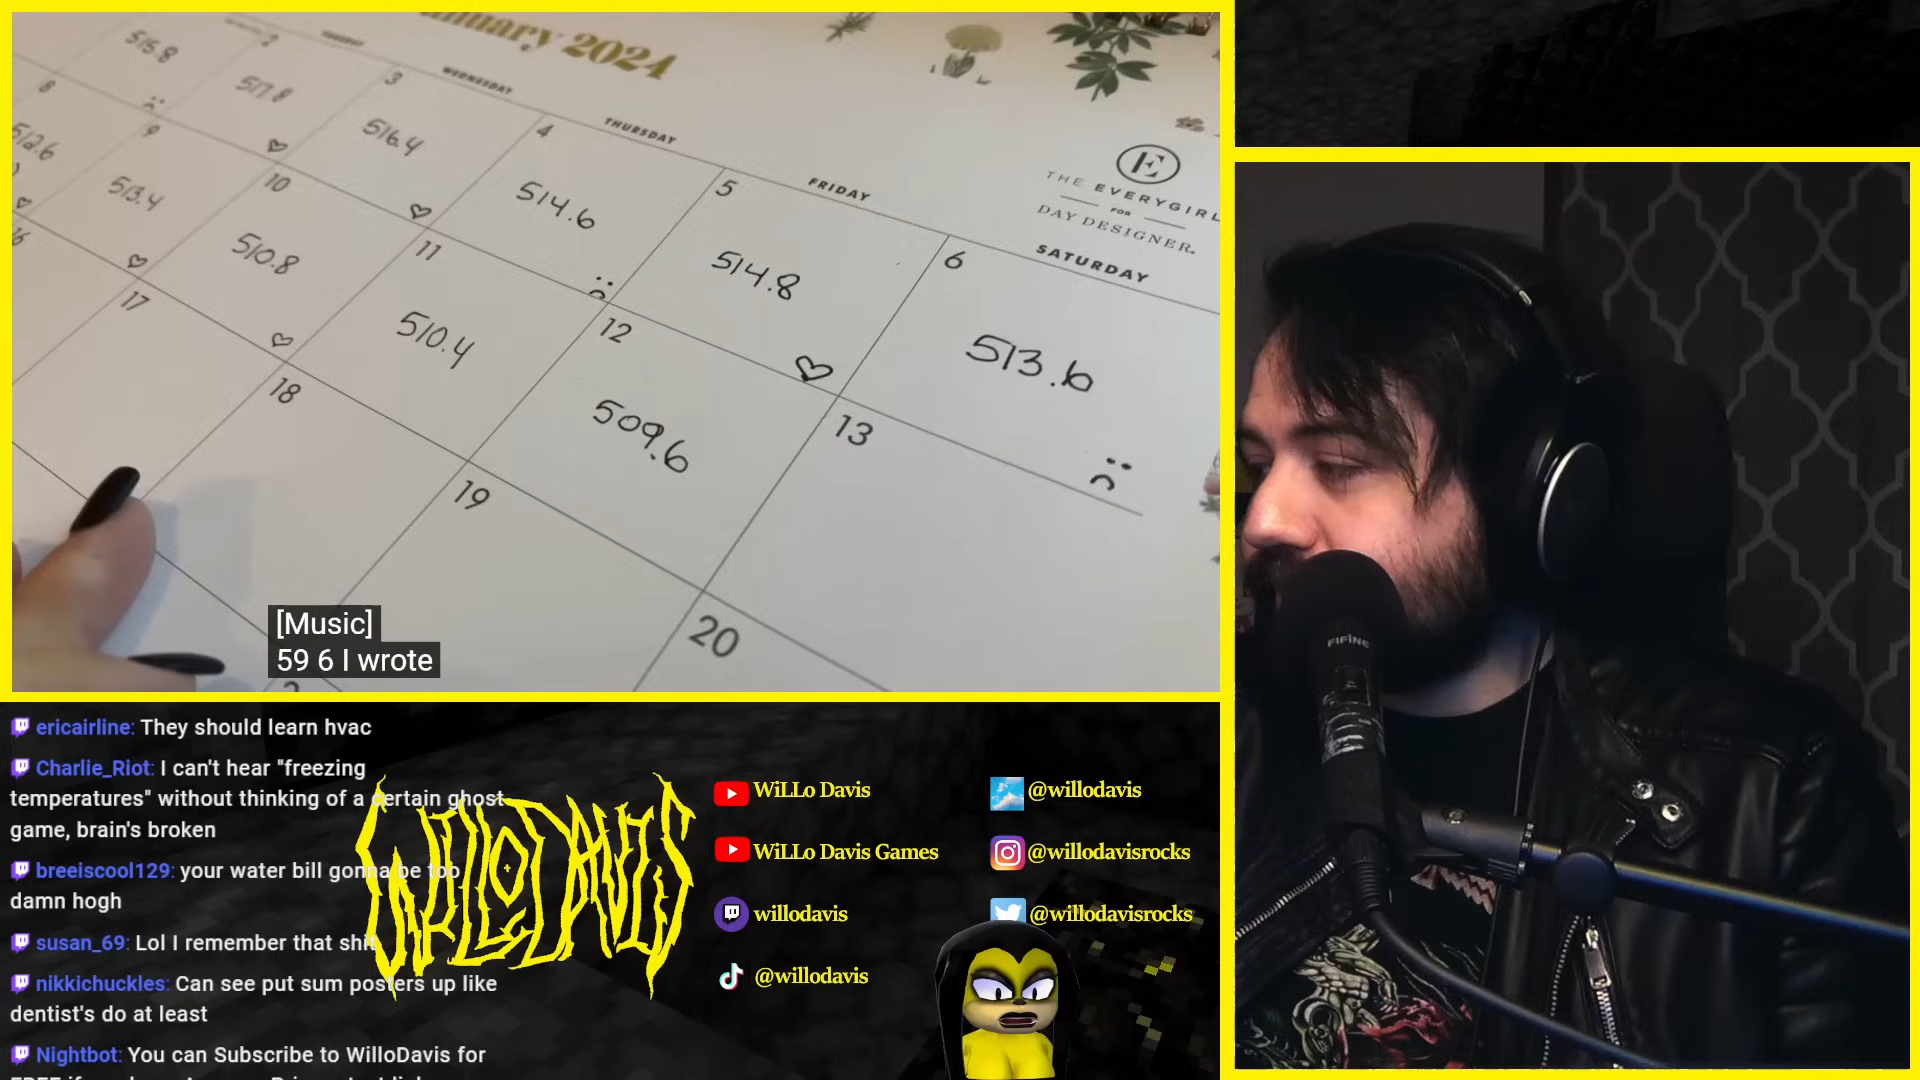 January 2024
WEDNESDAY
THURSDAY
FRIDAY
SATURDAY
E
THE EVERYGIRL
FOR
DAY DESIGNER.
515.8
2
517.8
3
516.4
4
514.6
5
514.8
6
513.6
8
512.6
9
513.4
10
510.8
11
510.4
12
509.6
13
16
17
18
19
20
[Music]
59 6 I wrote
FIFINE
ericairline: They should learn hvac
Charlie_Riot: I can't hear "freezing
temperatures" without thinking of a certain ghost
game, brain's broken
breeiscool129: your water bill gonna be too
damn hogh
susan_69: Lol I remember that shit
nikkichuckles: Can see put sum posters up like
dentist's do at least
Nightbot: You can Subscribe to WilloDavis for
WILLODAVIS
WiLLo Davis
WiLLo Davis Games
willodavis
@willodavis
@willodavis
@willodavisrocks
@willodavisrocks